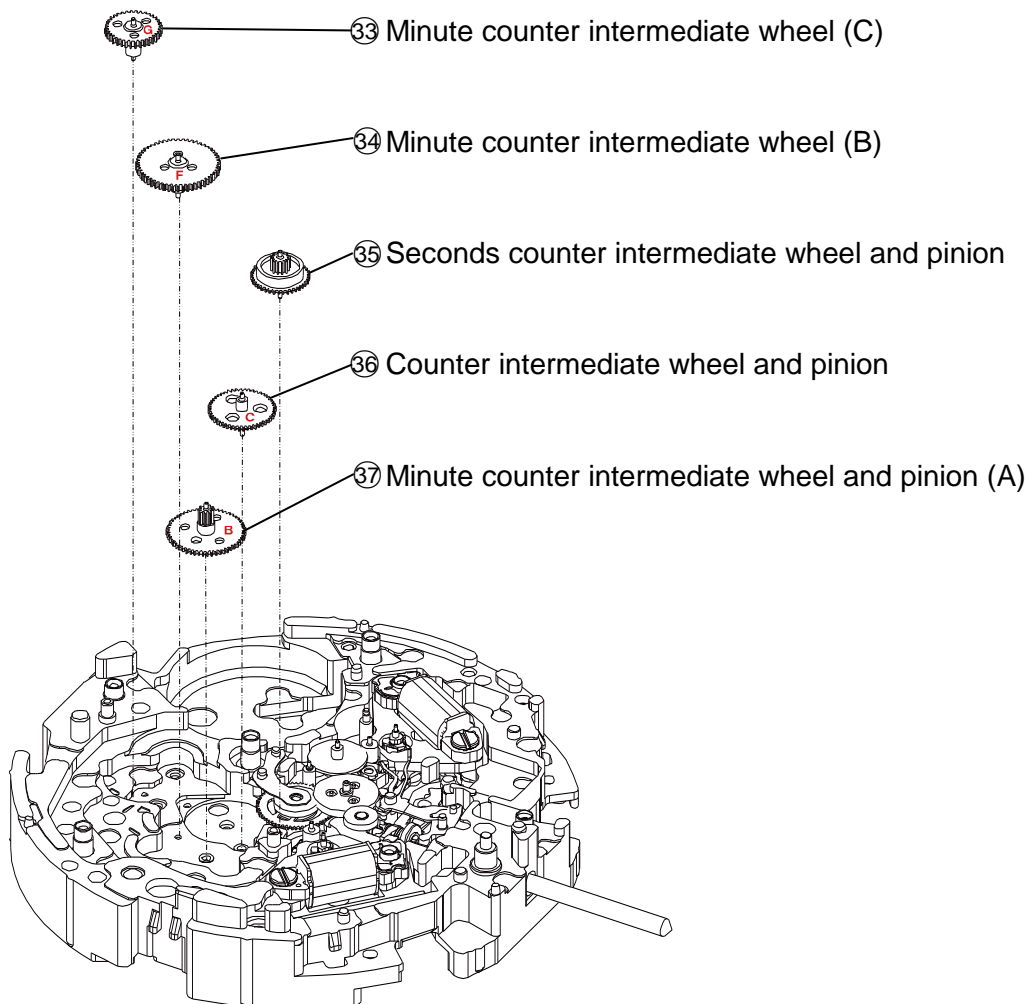 G
㉝ Minute counter intermediate wheel (C)
㉞ Minute counter intermediate wheel (B)
F
㉟ Seconds counter intermediate wheel and pinion
㊱ Counter intermediate wheel and pinion
C
㊲ Minute counter intermediate wheel and pinion (A)
B